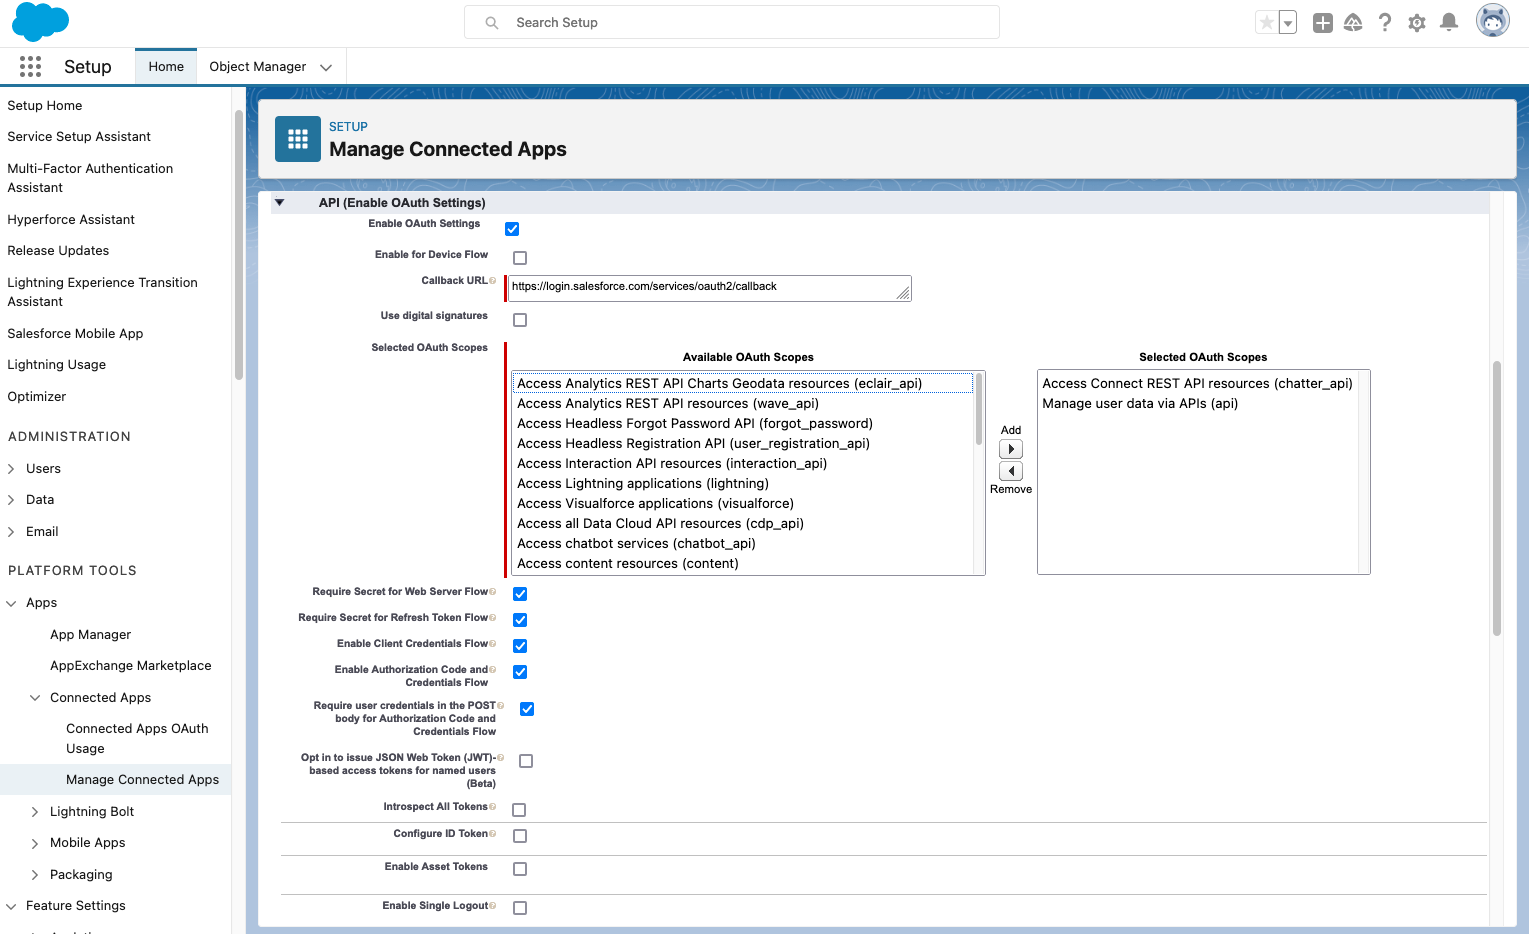 Search Setup
Setup
Home
Object Manager
Setup Home
Service Setup Assistant
Multi-Factor Authentication
Assistant
Hyperforce Assistant
Release Updates
Lightning Experience Transition
Assistant
Salesforce Mobile App
Lightning Usage
Optimizer
ADMINISTRATION
Users
Data
Email
PLATFORM TOOLS
Apps
App Manager
AppExchange Marketplace
Connected Apps
Connected Apps OAuth
Usage
Manage Connected Apps
Lightning Bolt
Mobile Apps
Packaging
Feature Settings
SETUP
Manage Connected Apps
API (Enable OAuth Settings)
Enable OAuth Settings
Enable for Device Flow
Callback URL
https://login.salesforce.com/services/oauth2/callback
Use digital signatures
Selected OAuth Scopes
Available OAuth Scopes
Access Analytics REST API Charts Geodata resources (eclair_api)
Access Analytics REST API resources (wave_api)
Access Headless Forgot Password API (forgot_password)
Access Headless Registration API (user_registration_api)
Access Interaction API resources (interaction_api)
Access Lightning applications (lightning)
Access Visualforce applications (visualforce)
Access all Data Cloud API resources (cdp_api)
Access chatbot services (chatbot_api)
Access content resources (content)
Add
Remove
Selected OAuth Scopes
Access Connect REST API resources (chatter_api)
Manage user data via APIs (api)
Require Secret for Web Server Flow
Require Secret for Refresh Token Flow
Enable Client Credentials Flow
Enable Authorization Code and
Credentials Flow
Require user credentials in the POST
body for Authorization Code and
Credentials Flow
Opt in to issue JSON Web Token (JWT)-
based access tokens for named users
(Beta)
Introspect All Tokens
Configure ID Token
Enable Asset Tokens
Enable Single Logout